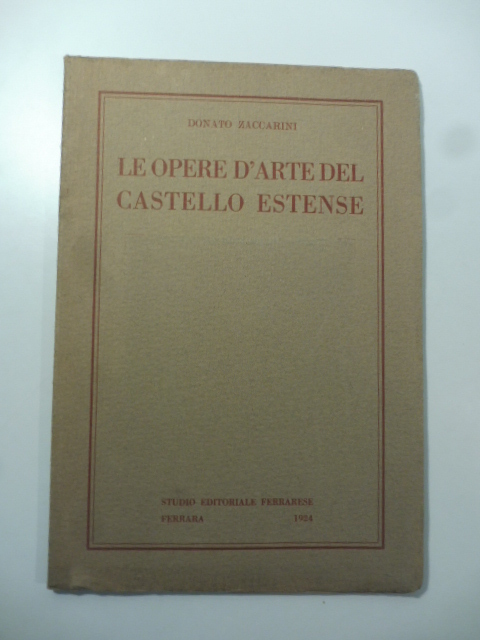 DONATO ZACCARINI
LE OPERE D'ARTE DEL
CASTELLO ESTENSE
STUDIO EDITORIALE FERRARESE
FERRARA 1924